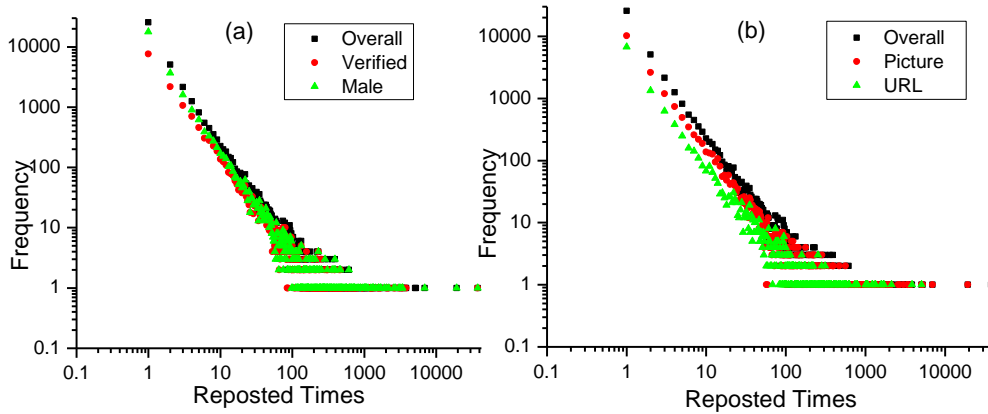 (a)
Overall
Verified
Male
10000
1000
100
10
1
0.1
Frequency
0.1 1 10 100 1000 10000
Reposted Times
(b)
Overall
Picture
URL
10000
1000
100
10
1
0.1
Frequency
0.1 1 10 100 1000 10000
Reposted Times